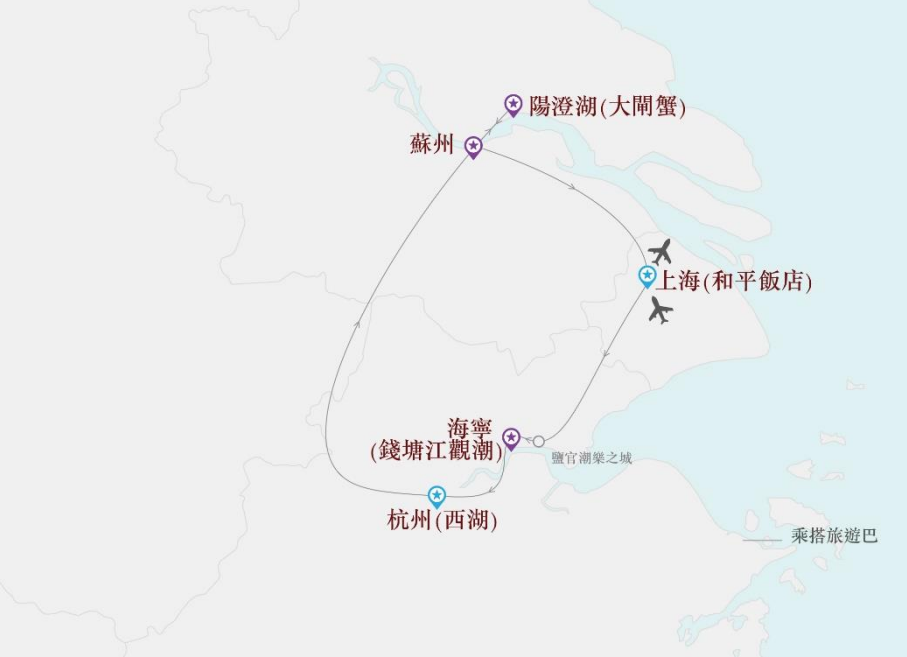 陽澄湖(大閘蟹)
蘇州
上海(和平飯店)
海寧
(錢塘江觀潮)
鹽官潮樂之城
杭州(西湖)
乘搭旅遊巴